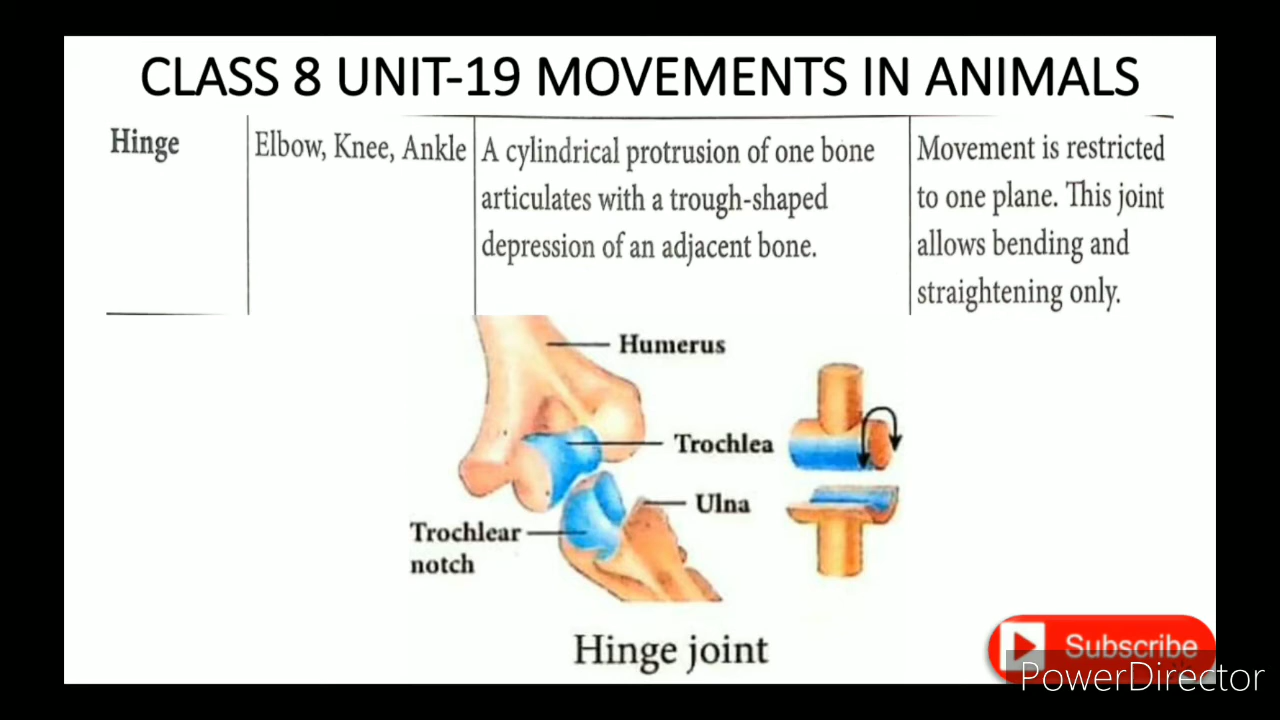 CLASS 8 UNIT-19 MOVEMENTS IN ANIMALS
Hinge
Elbow, Knee, Ankle
A cylindrical protrusion of one bone
articulates with a trough-shaped
depression of an adjacent bone.
Movement is restricted
to one plane. This joint
allows bending and
straightening only.
Humerus
Trochlea
Ulna
Trochlear
notch
Hinge joint
Subscribe
PowerDirector